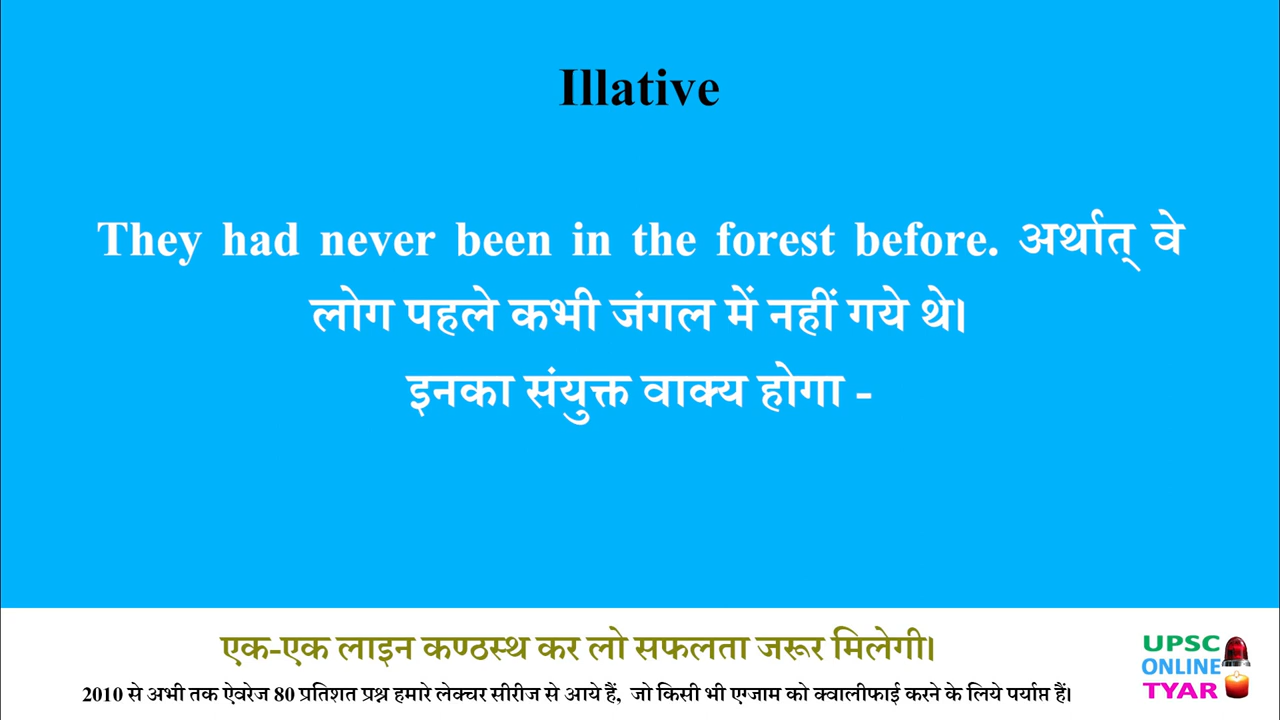 Illative
They had never been in the forest before. अर्थात् वे
लोग पहले कभी जंगल में नहीं गये थे।
इनका संयुक्त वाक्य होगा -
एक-एक लाइन कण्ठस्थ कर लो सफलता जरूर मिलेगी।
2010 से अभी तक ऐवरेज 80 प्रतिशत प्रश्न हमारे लेक्चर सीरीज से आये हैं, जो किसी भी एग्जाम को क्वालीफाई करने के लिये पर्याप्त हैं।
UPSC
ONLINE
TYAR